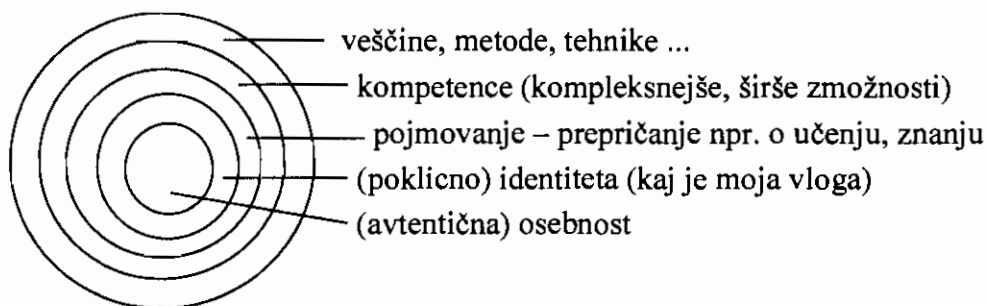 veščine, metode, tehnike ...
kompetence (kompleksnejše, širše zmožnosti)
pojmovanje – prepričanje npr. o učenju, znanju
(poklicno) identiteta (kaj je moja vloga)
(avtentična) osebnost